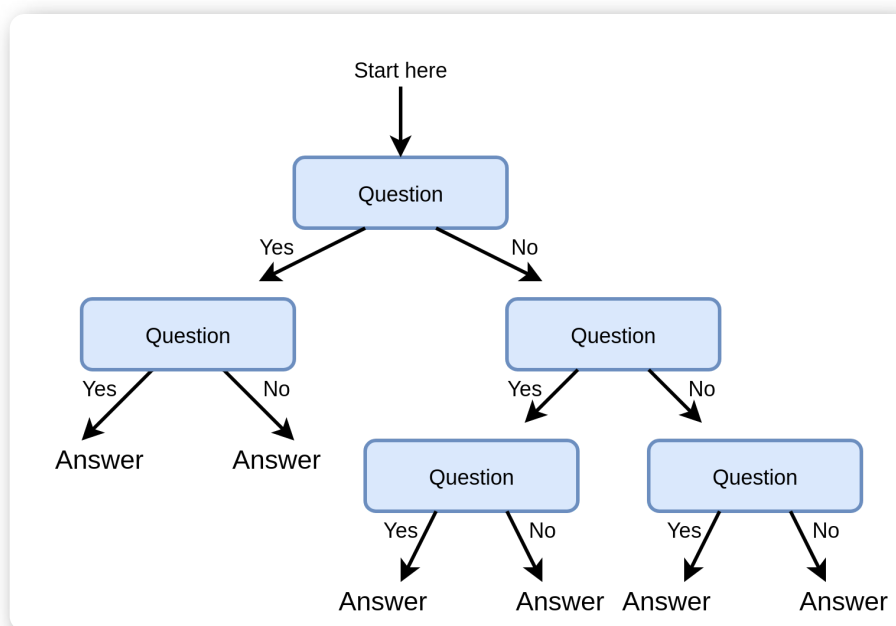 Start here
Question
Yes
No
Question
Question
Yes
No
Yes
No
Answer
Answer
Question
Question
Yes
No
Yes
No
Answer
Answer
Answer
Answer